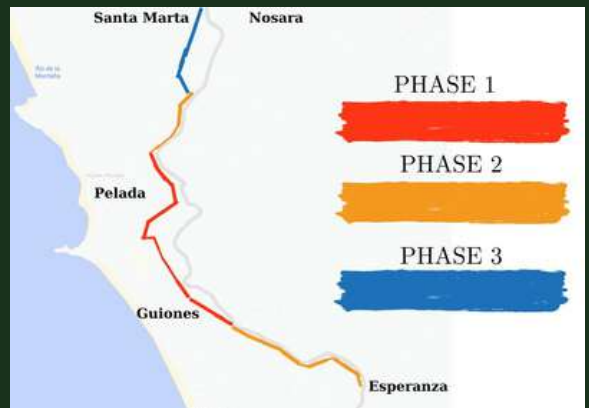 Santa Marta
Nosara
PHASE 1
PHASE 2
Pelada
PHASE 3
Guiones
Esperanza